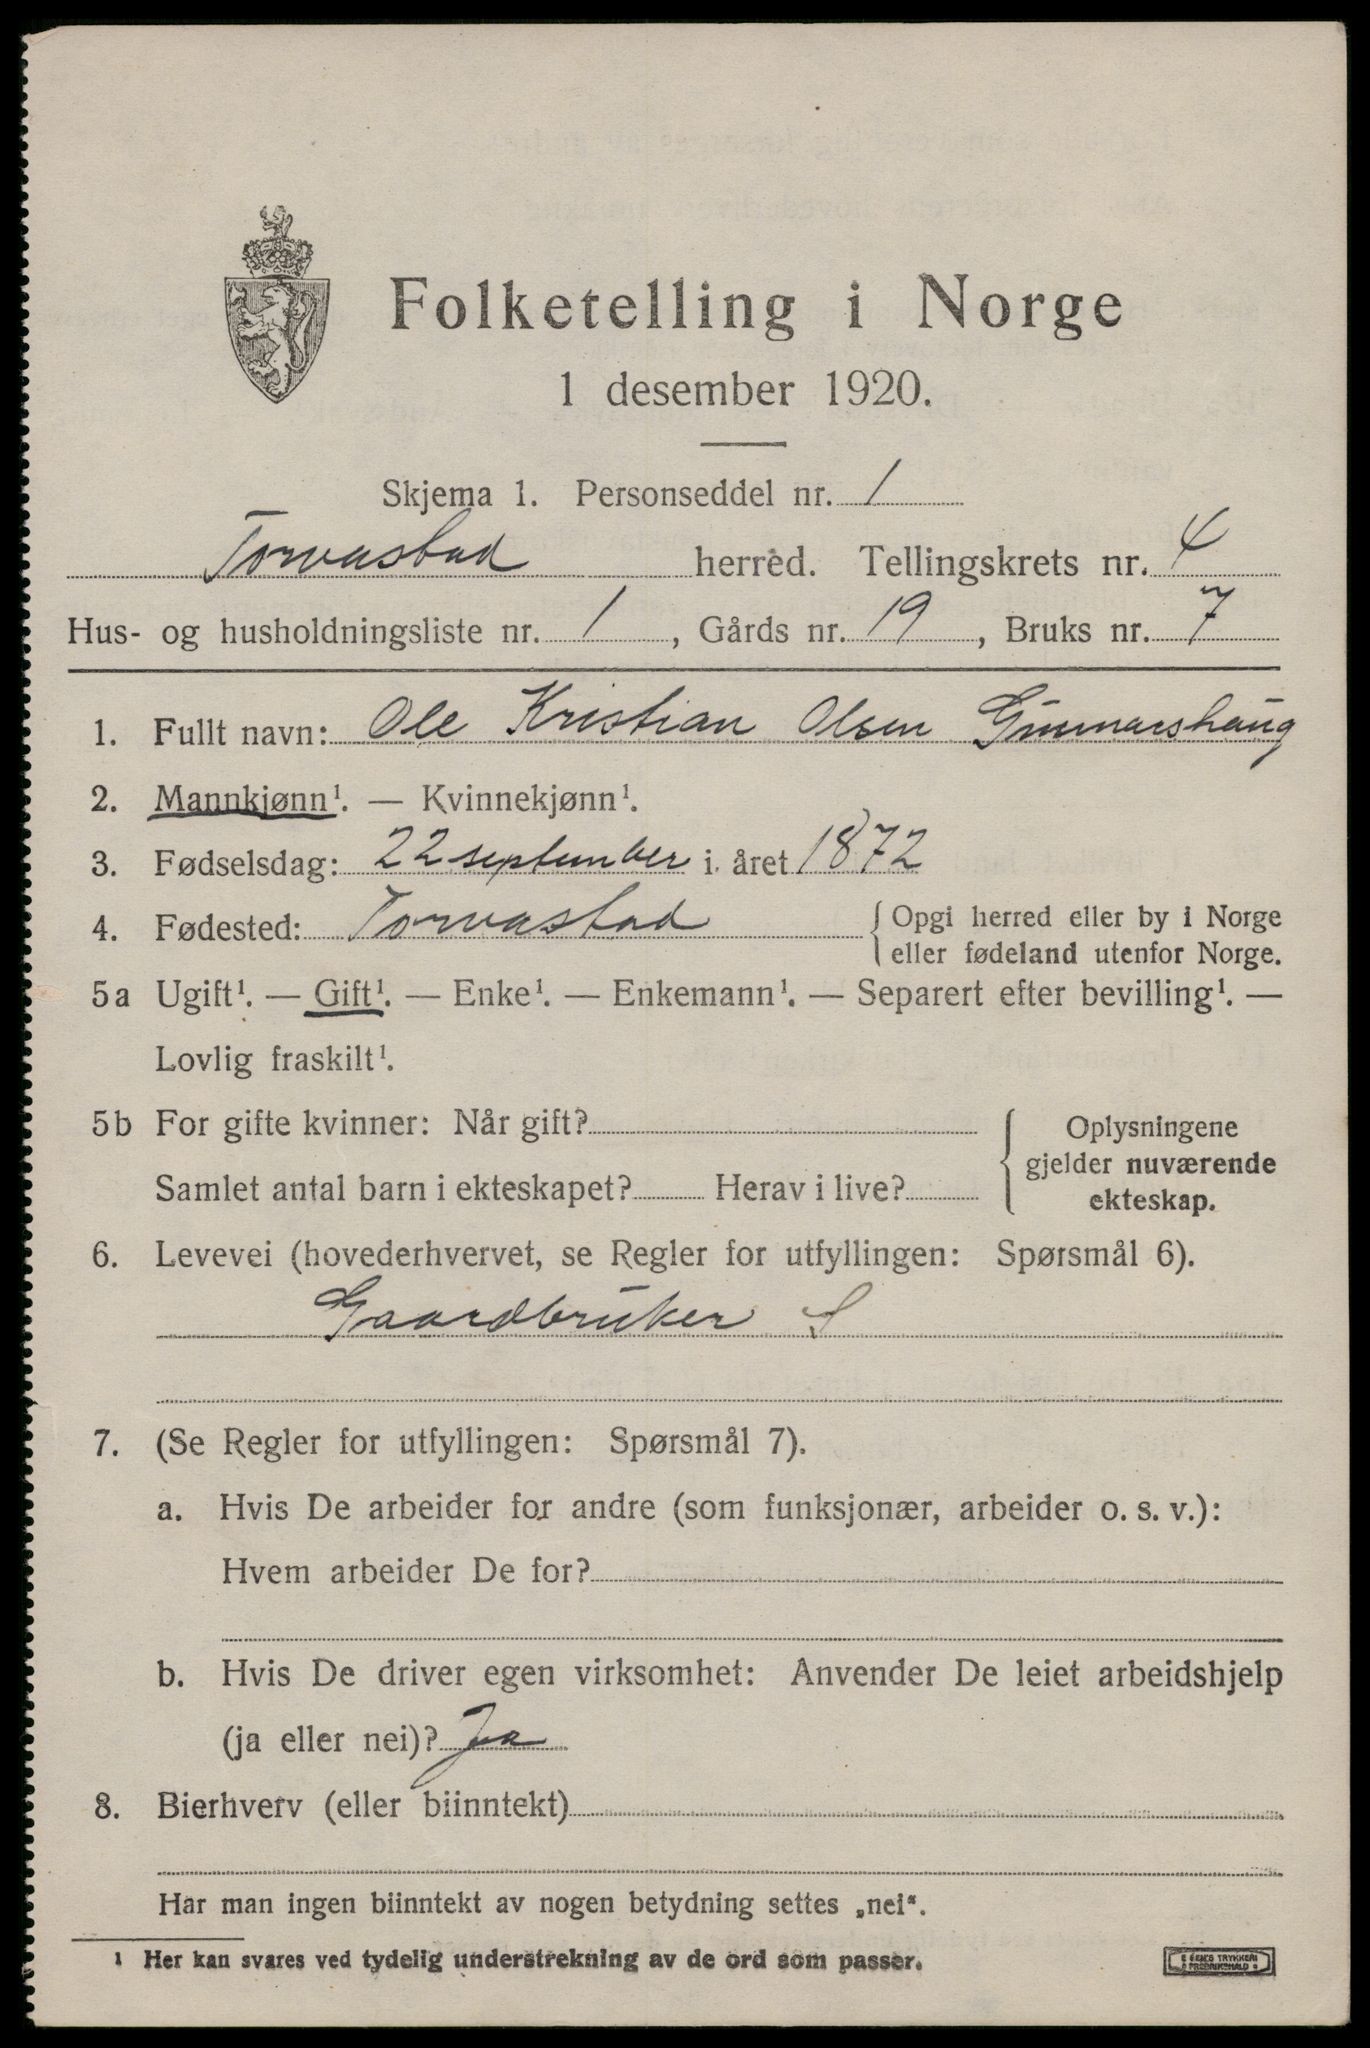 Folketelling i Norge
1 desember 1920.
Skjema 1. Personseddel nr. 1
Torvastad herred. Tellingskrets nr. 4
Hus- og husholdningsliste nr. 1, Gårds nr. 19, Bruks nr. 7
1. Fullt navn: Ole Kristian Olsen Gunnarshaug
2. Mannkjønn¹. — Kvinnekjønn¹.
3. Fødselsdag: 22 september i året 1872
4. Fødested: Torvastad {Opgi herred eller by i Norge
eller fødeland utenfor Norge.
5a Ugift¹. — Gift¹. — Enke¹. — Enkemann¹. — Separert efter bevilling¹. —
Lovlig fraskilt¹.
5b For gifte kvinner: Når gift?
Samlet antal barn i ekteskapet? Herav i live?
Oplysningene
gjelder nuværende
ekteskap.
6. Levevei (hovederhvervet, se Regler for utfyllingen: Spørsmål 6).
Gaardbruker S
7. (Se Regler for utfyllingen: Spørsmål 7).
a. Hvis De arbeider for andre (som funksjonær, arbeider o. s. v.):
Hvem arbeider De for?
b. Hvis De driver egen virksomhet: Anvender De leiet arbeidshjelp
(ja eller nei)? Ja
8. Bierhverv (eller biinntekt)
Har man ingen biinntekt av nogen betydning settes „nei“.
¹ Her kan svares ved tydelig understrekning av de ord som passer.
TRYKKERI
FREDRIKSHALD